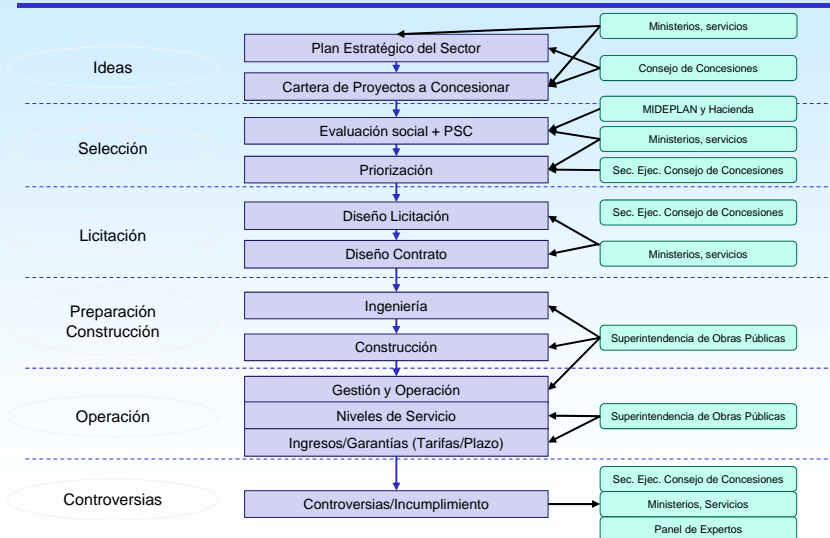 Ministerios, servicios
Plan Estratégico del Sector
Ideas
Consejo de Concesiones
Cartera de Proyectos a Concesionar
MIDEPLAN y Hacienda
Evaluación social + PSC
Ministerios, servicios
Selección
Priorización
Sec. Ejec. Consejo de Concesiones
Diseño Licitación
Sec. Ejec. Consejo de Concesiones
Licitación
Diseño Contrato
Ministerios, servicios
Ingeniería
Preparación
Construcción
Superintendencia de Obras Públicas
Construcción
Gestión y Operación
Operación
Niveles de Servicio
Superintendencia de Obras Públicas
Ingresos/Garantías (Tarifas/Plazo)
Sec. Ejec. Consejo de Concesiones
Controversias
Controversias/Incumplimiento
Ministerios, Servicios
Panel de Expertos